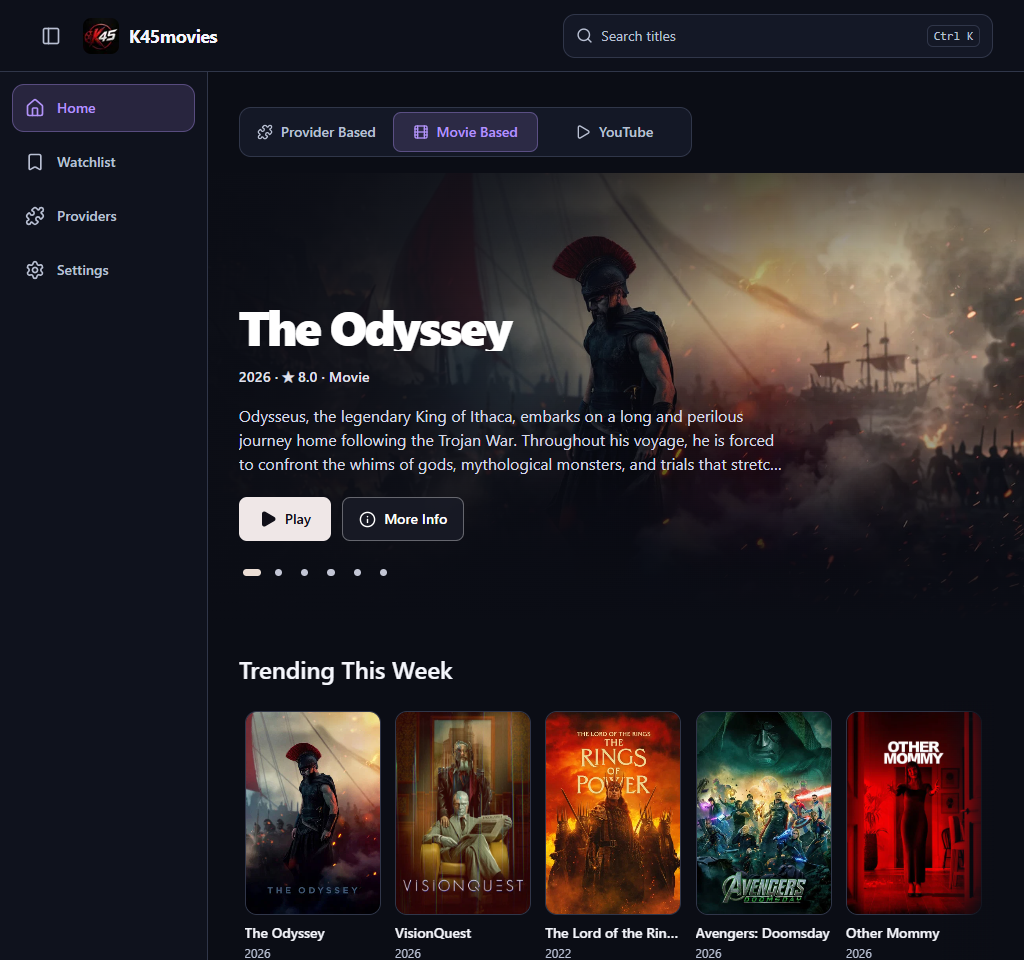 K45
K45movies
Search titles
Ctrl K
Home
Watchlist
Providers
Settings
Provider Based
Movie Based
YouTube
The Odyssey
2026 · ★ 8.0 · Movie
Odysseus, the legendary King of Ithaca, embarks on a long and perilous
journey home following the Trojan War. Throughout his voyage, he is forced
to confront the whims of gods, mythological monsters, and trials that stretc...
Play
More Info
Trending This Week
THE ODYSSEY
VISIONQUEST
THE LORD OF THE RINGS
THE
RINGS
OF
POWER
AVENGERS
DOOMSDAY
OTHER
MOMMY
The Odyssey
2026
VisionQuest
2026
The Lord of the Rin...
2022
Avengers: Doomsday
2026
Other Mommy
2026